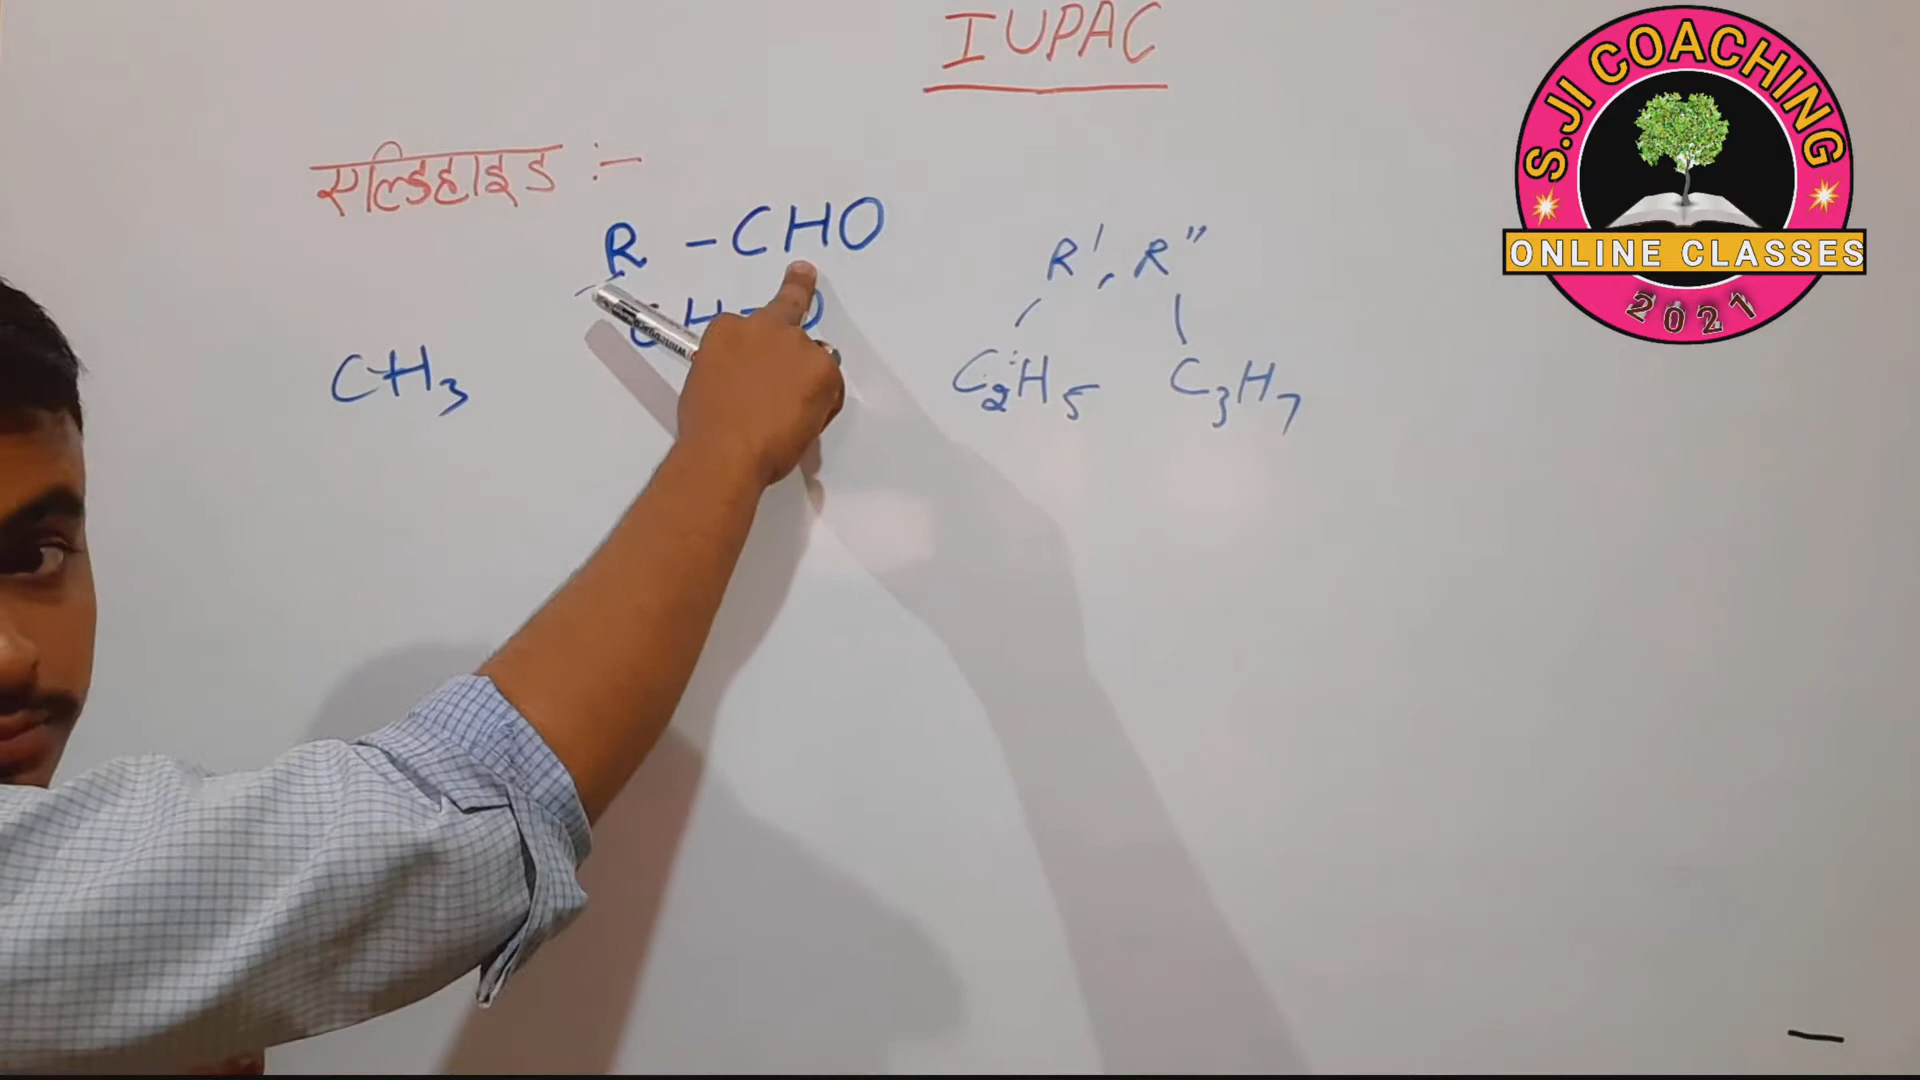 IUPAC
एल्डिहाइड :-
R - CHO
R', R"
CH3
C2H5
C3H7
S.JI COACHING
ONLINE CLASSES
2021